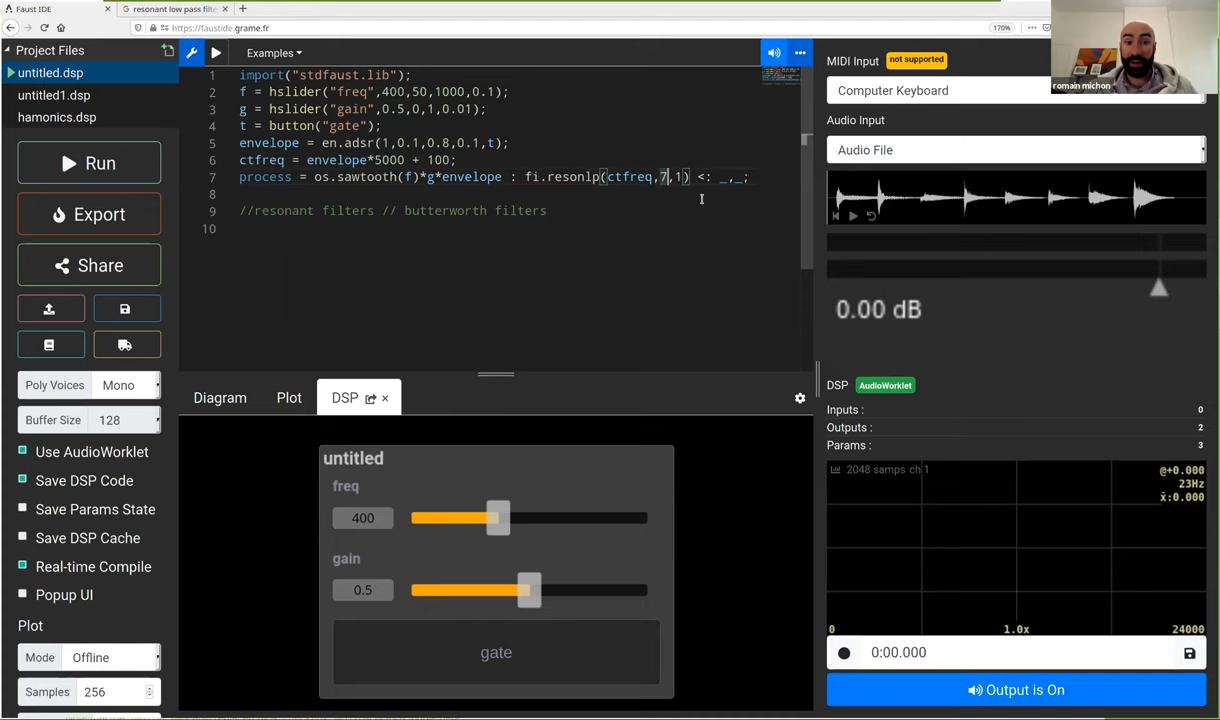 Faust IDE
resonant low pass filter
https://faustide.grame.fr
170%
Project Files
untitled.dsp
untitled1.dsp
hamonics.dsp
Run
Export
Share
Poly Voices Mono
Buffer Size 128
Use AudioWorklet
Save DSP Code
Save Params State
Save DSP Cache
Real-time Compile
Popup UI
Plot
Mode Offline
Samples 256
Examples
1 import("stdfaust.lib");
2 f = hslider("freq",400,50,1000,0.1);
3 g = hslider("gain",0.5,0,1,0.01);
4 t = button("gate");
5 envelope = en.adsr(1,0.1,0.8,0.1,t);
6 ctfreq = envelope*5000 + 100;
7 process = os.sawtooth(f)*g*envelope : fi.resonlp(ctfreq,7,1) <: _,_;
8
9 //resonant filters // butterworth filters
10
Diagram Plot DSP
untitled
freq
400
gain
0.5
gate
romain michon
MIDI Input not supported
Computer Keyboard
Audio Input
Audio File
0.00 dB
DSP AudioWorklet
Inputs : 0
Outputs : 2
Params : 3
2048 samps ch 1
@+0.000
23Hz
x̄:0.000
0 1.0x 24000
0:00.000
Output is On